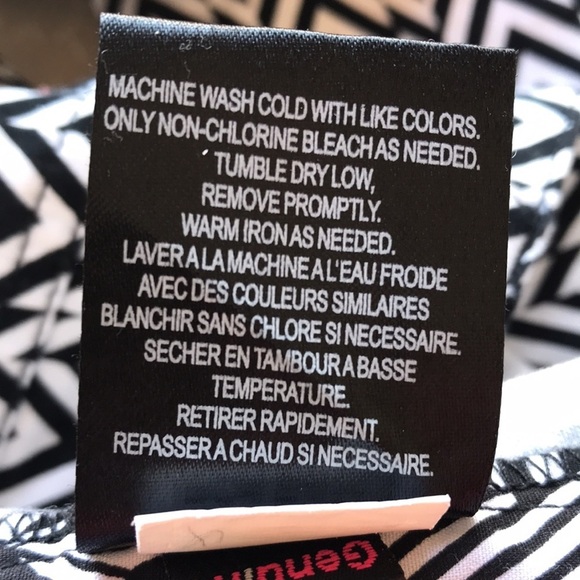 MACHINE WASH COLD WITH LIKE COLORS.
ONLY NON-CHLORINE BLEACH AS NEEDED.
TUMBLE DRY LOW,
REMOVE PROMPTLY.
WARM IRON AS NEEDED.
LAVER A LA MACHINE A L'EAU FROIDE
AVEC DES COULEURS SIMILAIRES
BLANCHIR SANS CHLORE SI NECESSAIRE.
SECHER EN TAMBOUR A BASSE
TEMPERATURE.
RETIRER RAPIDEMENT.
REPASSER A CHAUD SI NECESSAIRE.